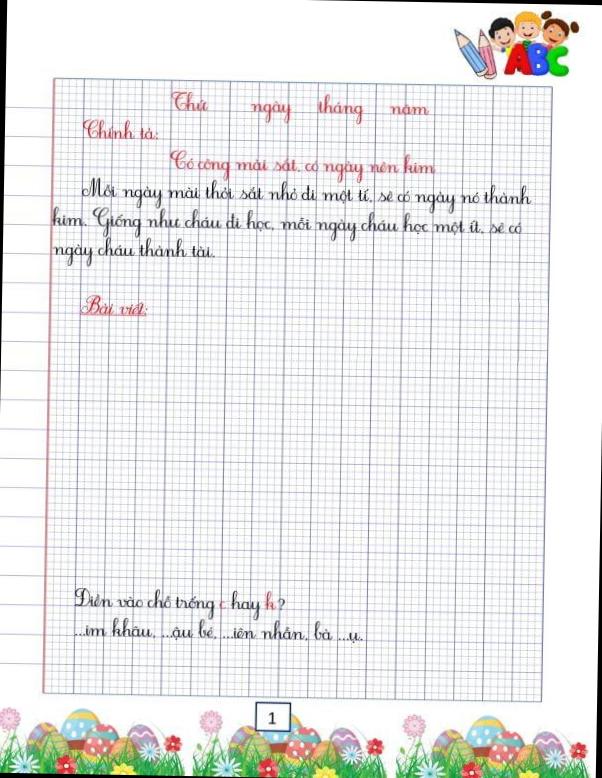 ABC
Thứ ngày tháng năm
Chính tả:
Có công mài sắt, có ngày nên kim
Mỗi ngày mài thỏi sắt nhỏ đi một tí, sẽ có ngày nó thành
kim. Giống như cháu đi học, mỗi ngày cháu học một ít, sẽ có
ngày cháu thành tài.
Bài viết:
Điền vào chỗ trống c hay k?
...im khâu, ...ậu bé, ...iên nhẫn, bà ...ụ.
1